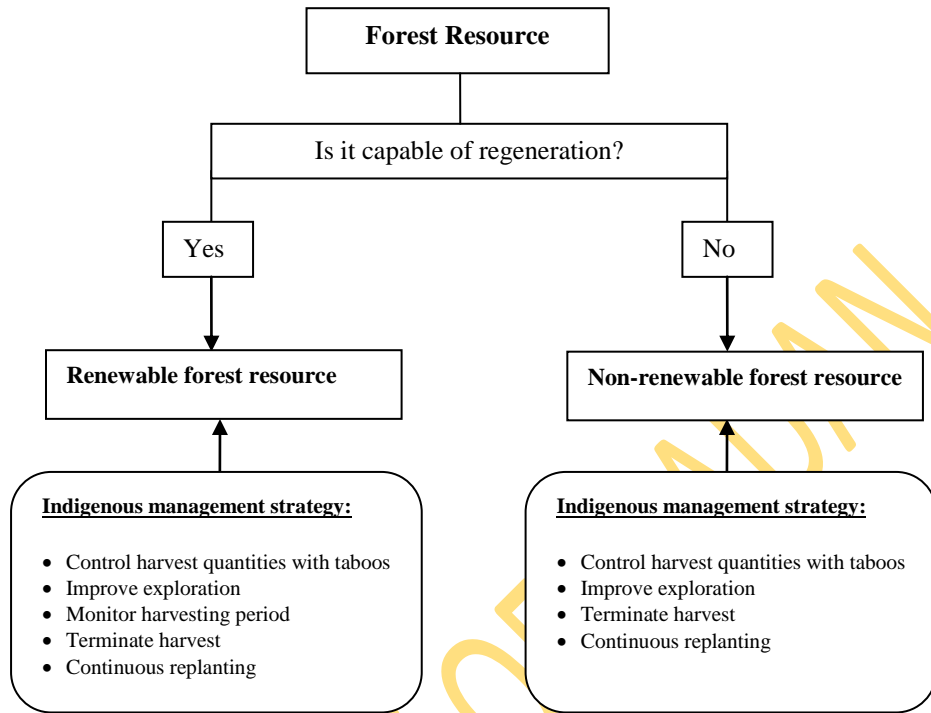 Forest Resource
Is it capable of regeneration?
Yes
No
Renewable forest resource
Non-renewable forest resource
Indigenous management strategy:
• Control harvest quantities with taboos
• Improve exploration
• Monitor harvesting period
• Terminate harvest
• Continuous replanting
Indigenous management strategy:
• Control harvest quantities with taboos
• Improve exploration
• Terminate harvest
• Continuous replanting